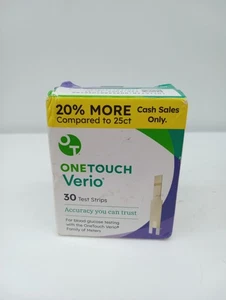 20% MORE
Compared to 25ct
Cash Sales
Only.
OT
ONETOUCH
Verio®
30 Test Strips
Accuracy you can trust
For blood glucose testing
with the OneTouch Verio®
Family of Meters